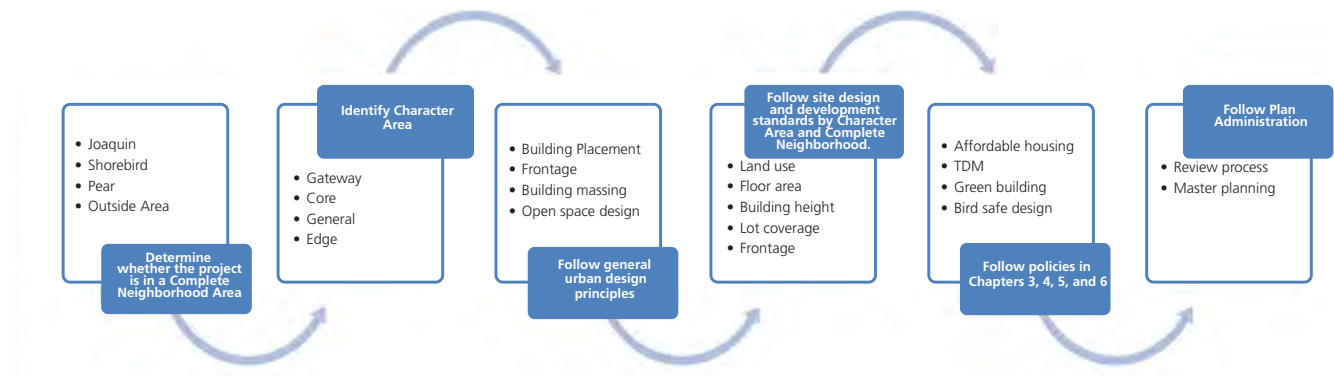 • Joaquin
• Shorebird
• Pear
• Outside Area
Determine
whether the project
is in a Complete
Neighborhood Area
Identify Character
Area
• Gateway
• Core
• General
• Edge
• Building Placement
• Frontage
• Building massing
• Open space design
Follow general
urban design
principles
Follow site design
and development
standards by Character
Area and Complete
Neighborhood.
• Land use
• Floor area
• Building height
• Lot coverage
• Frontage
• Affordable housing
• TDM
• Green building
• Bird safe design
Follow policies in
Chapters 3, 4, 5, and 6
Follow Plan
Administration
• Review process
• Master planning